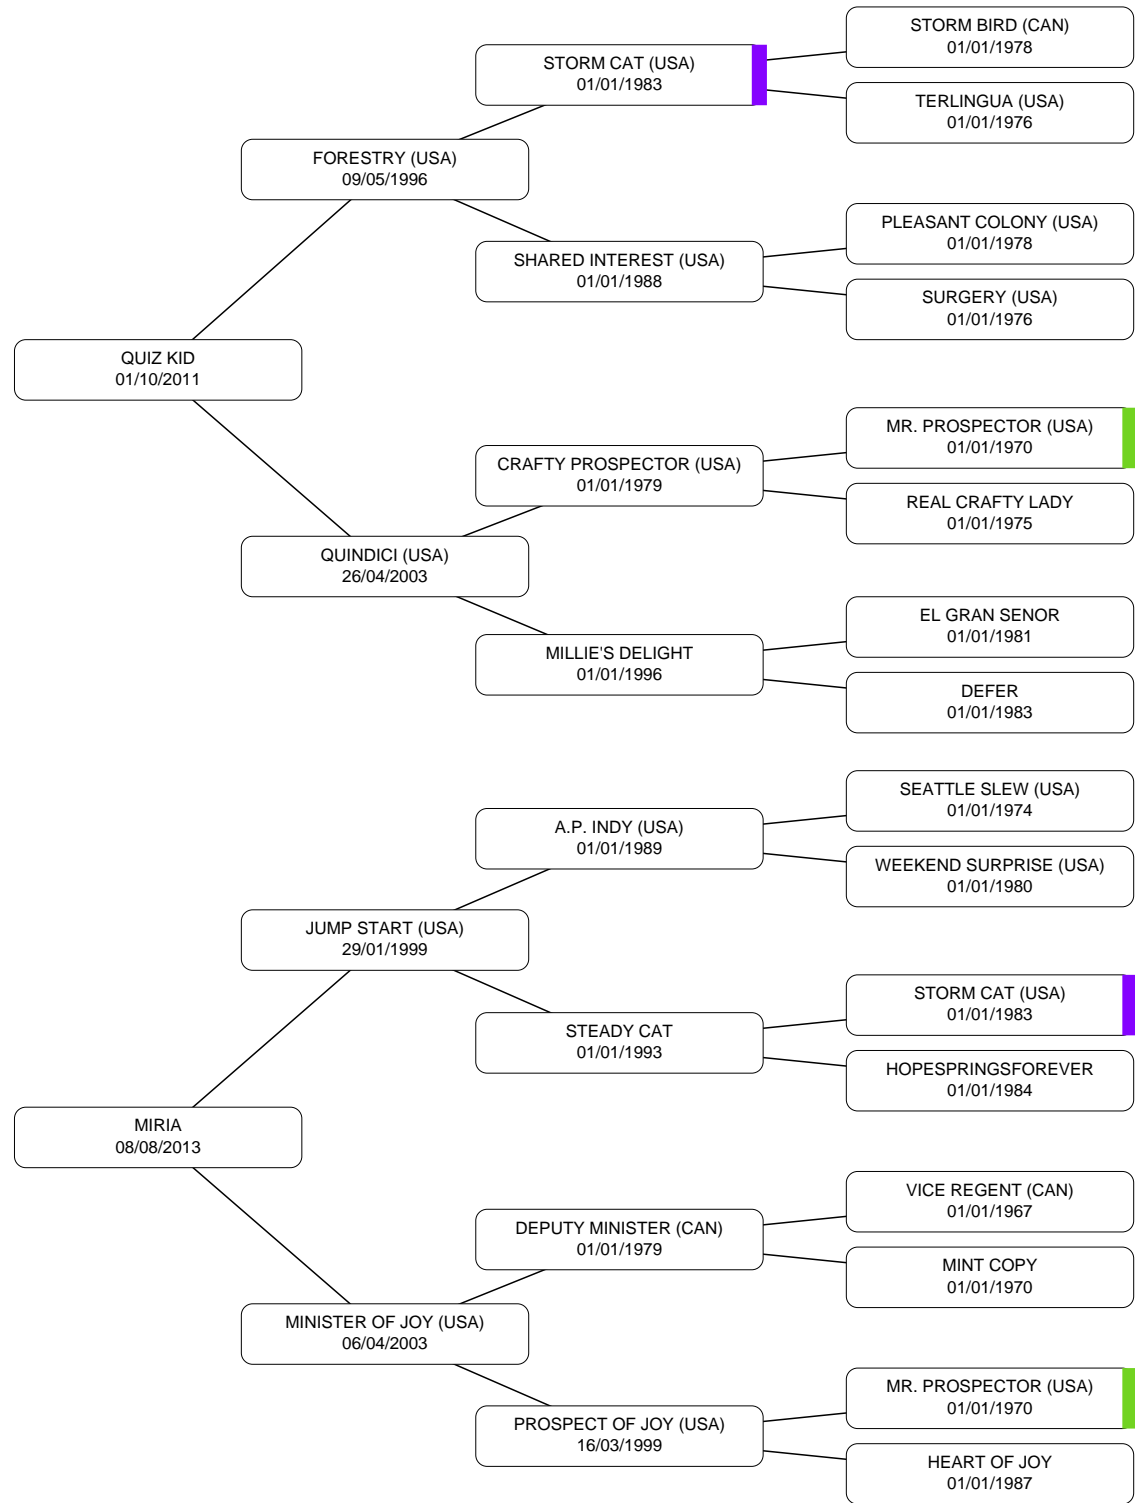 STORM BIRD (CAN)
01/01/1978
STORM CAT (USA)
01/01/1983
TERLINGUA (USA)
01/01/1976
FORESTRY (USA)
09/05/1996
PLEASANT COLONY (USA)
01/01/1978
SHARED INTEREST (USA)
01/01/1988
SURGERY (USA)
01/01/1976
QUIZ KID
01/10/2011
MR. PROSPECTOR (USA)
01/01/1970
CRAFTY PROSPECTOR (USA)
01/01/1979
REAL CRAFTY LADY
01/01/1975
QUINDICI (USA)
26/04/2003
EL GRAN SENOR
01/01/1981
MILLIE'S DELIGHT
01/01/1996
DEFER
01/01/1983
SEATTLE SLEW (USA)
01/01/1974
A.P. INDY (USA)
01/01/1989
WEEKEND SURPRISE (USA)
01/01/1980
JUMP START (USA)
29/01/1999
STORM CAT (USA)
01/01/1983
STEADY CAT
01/01/1993
HOPESPRINGSFOREVER
01/01/1984
MIRIA
08/08/2013
VICE REGENT (CAN)
01/01/1967
DEPUTY MINISTER (CAN)
01/01/1979
MINT COPY
01/01/1970
MINISTER OF JOY (USA)
06/04/2003
MR. PROSPECTOR (USA)
01/01/1970
PROSPECT OF JOY (USA)
16/03/1999
HEART OF JOY
01/01/1987